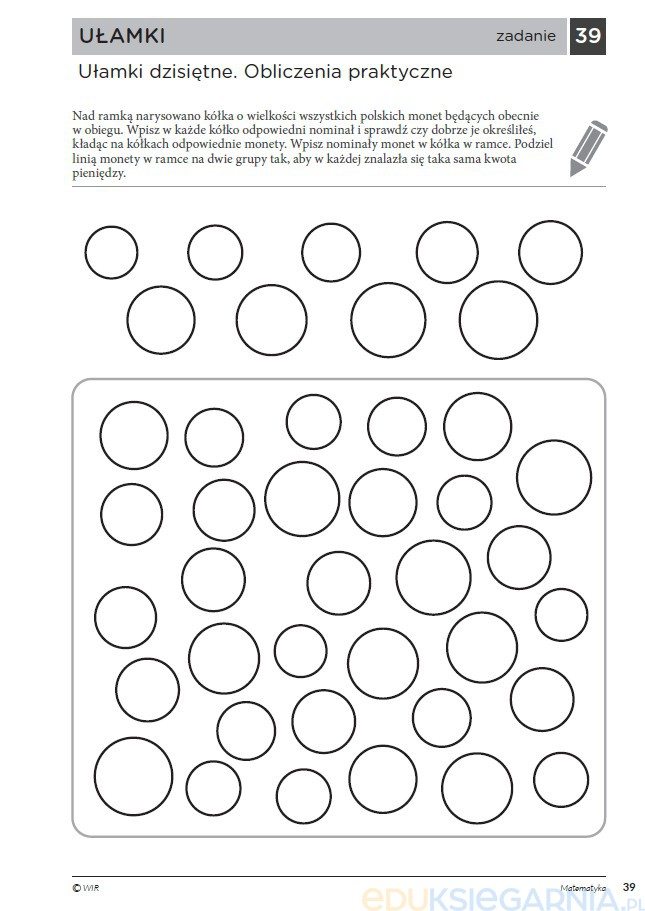 UŁAMKI zadanie 39
Ułamki dzisiętne. Obliczenia praktyczne
Nad ramką narysowano kółka o wielkości wszystkich polskich monet będących obecnie
w obiegu. Wpisz w każde kółko odpowiedni nominał i sprawdź czy dobrze je określiłeś,
kładąc na kółkach odpowiednie monety. Wpisz nominały monet w kółka w ramce. Podziel
linią monety w ramce na dwie grupy tak, aby w każdej znalazła się taka sama kwota
pieniędzy.
© WIR Matematyka 39
eDUKSIEGARNIA.PL